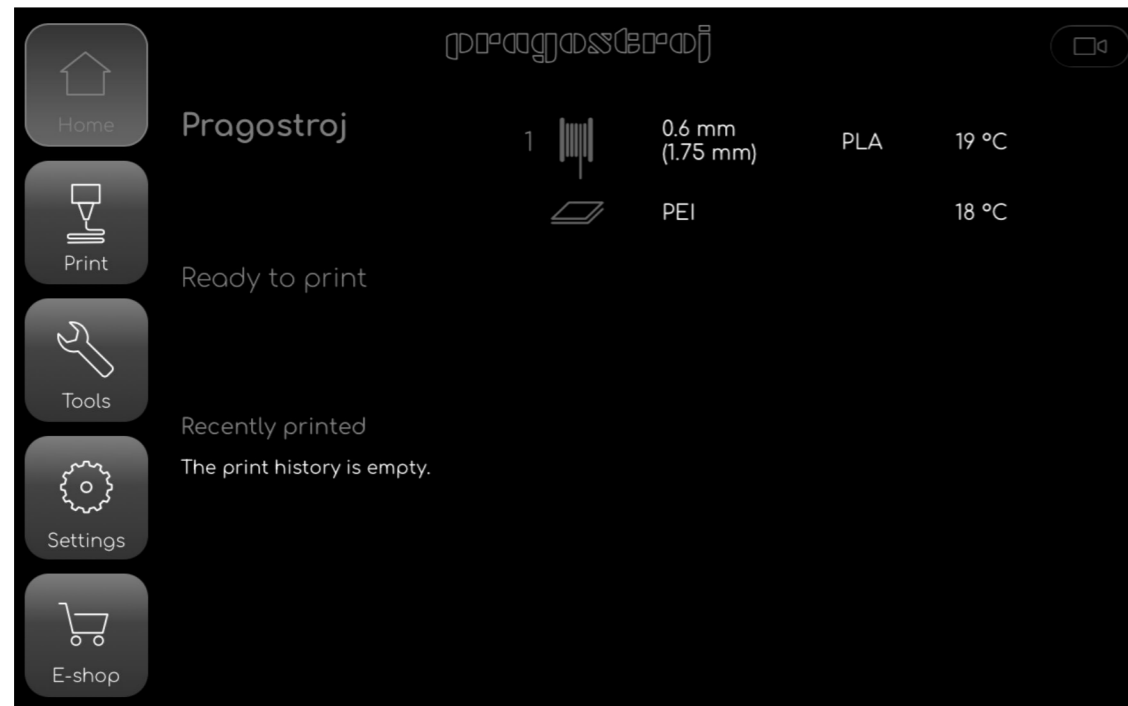 pragostroj
Home
Pragostroj
1
0.6 mm
(1.75 mm)
PLA
19 °C
PEI
18 °C
Print
Ready to print
Tools
Recently printed
The print history is empty.
Settings
E-shop